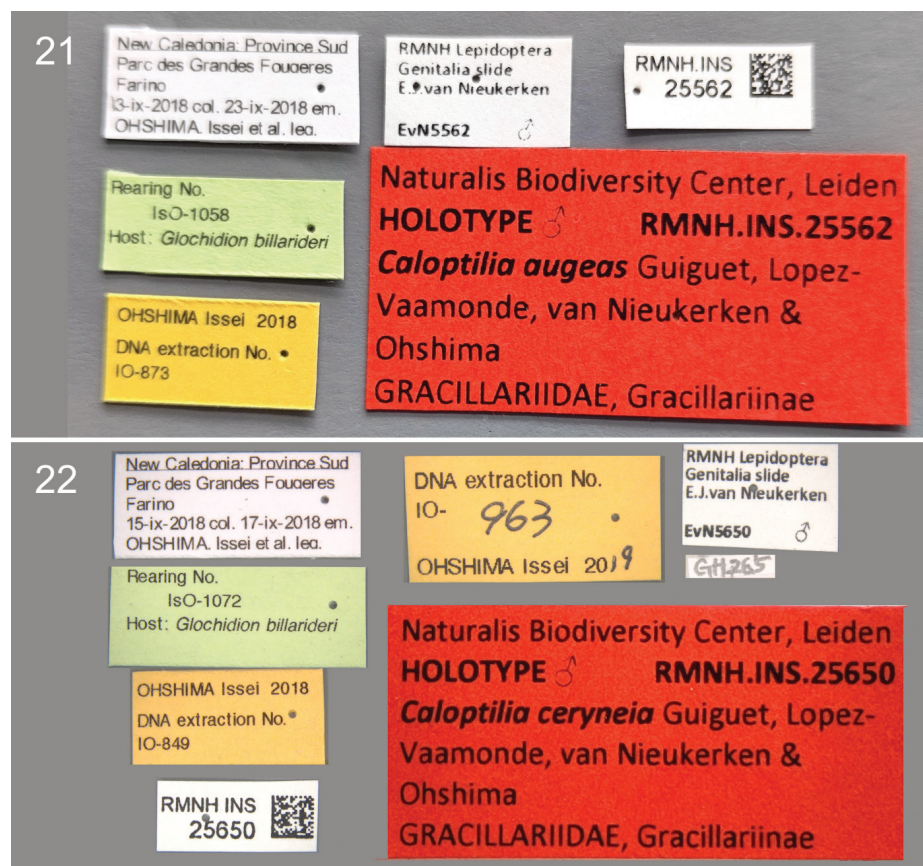 21
New Caledonia: Province Sud
Parc des Grandes Fougeres
Farino
13-ix-2018 col. 23-ix-2018 em.
OHSHIMA. Issei et al. leg.
RMNH Lepidoptera
Genitalia slide
E.J.van Nieukerken
EvN5562 ♂
RMNH.INS
25562
Rearing No.
IsO-1058
Host: Glochidion billarideri
OHSHIMA Issei 2018
DNA extraction No.
IO-873
Naturalis Biodiversity Center, Leiden
HOLOTYPE ♂ RMNH.INS.25562
Caloptilia augeas Guiguet, Lopez-
Vaamonde, van Nieukerken &
Ohshima
GRACILLARIIDAE, Gracillariinae
22
New Caledonia: Province Sud
Parc des Grandes Fougeres
Farino
15-ix-2018 col. 17-ix-2018 em.
OHSHIMA. Issei et al. leg.
DNA extraction No.
IO- 963
OHSHIMA Issei 2019
RMNH Lepidoptera
Genitalia slide
E.J.van Nieukerken
EvN5650 ♂
GH265
Rearing No.
IsO-1072
Host: Glochidion billarideri
OHSHIMA Issei 2018
DNA extraction No.
IO-849
RMNH INS
25650
Naturalis Biodiversity Center, Leiden
HOLOTYPE ♂ RMNH.INS.25650
Caloptilia ceryneia Guiguet, Lopez-
Vaamonde, van Nieukerken &
Ohshima
GRACILLARIIDAE, Gracillariinae